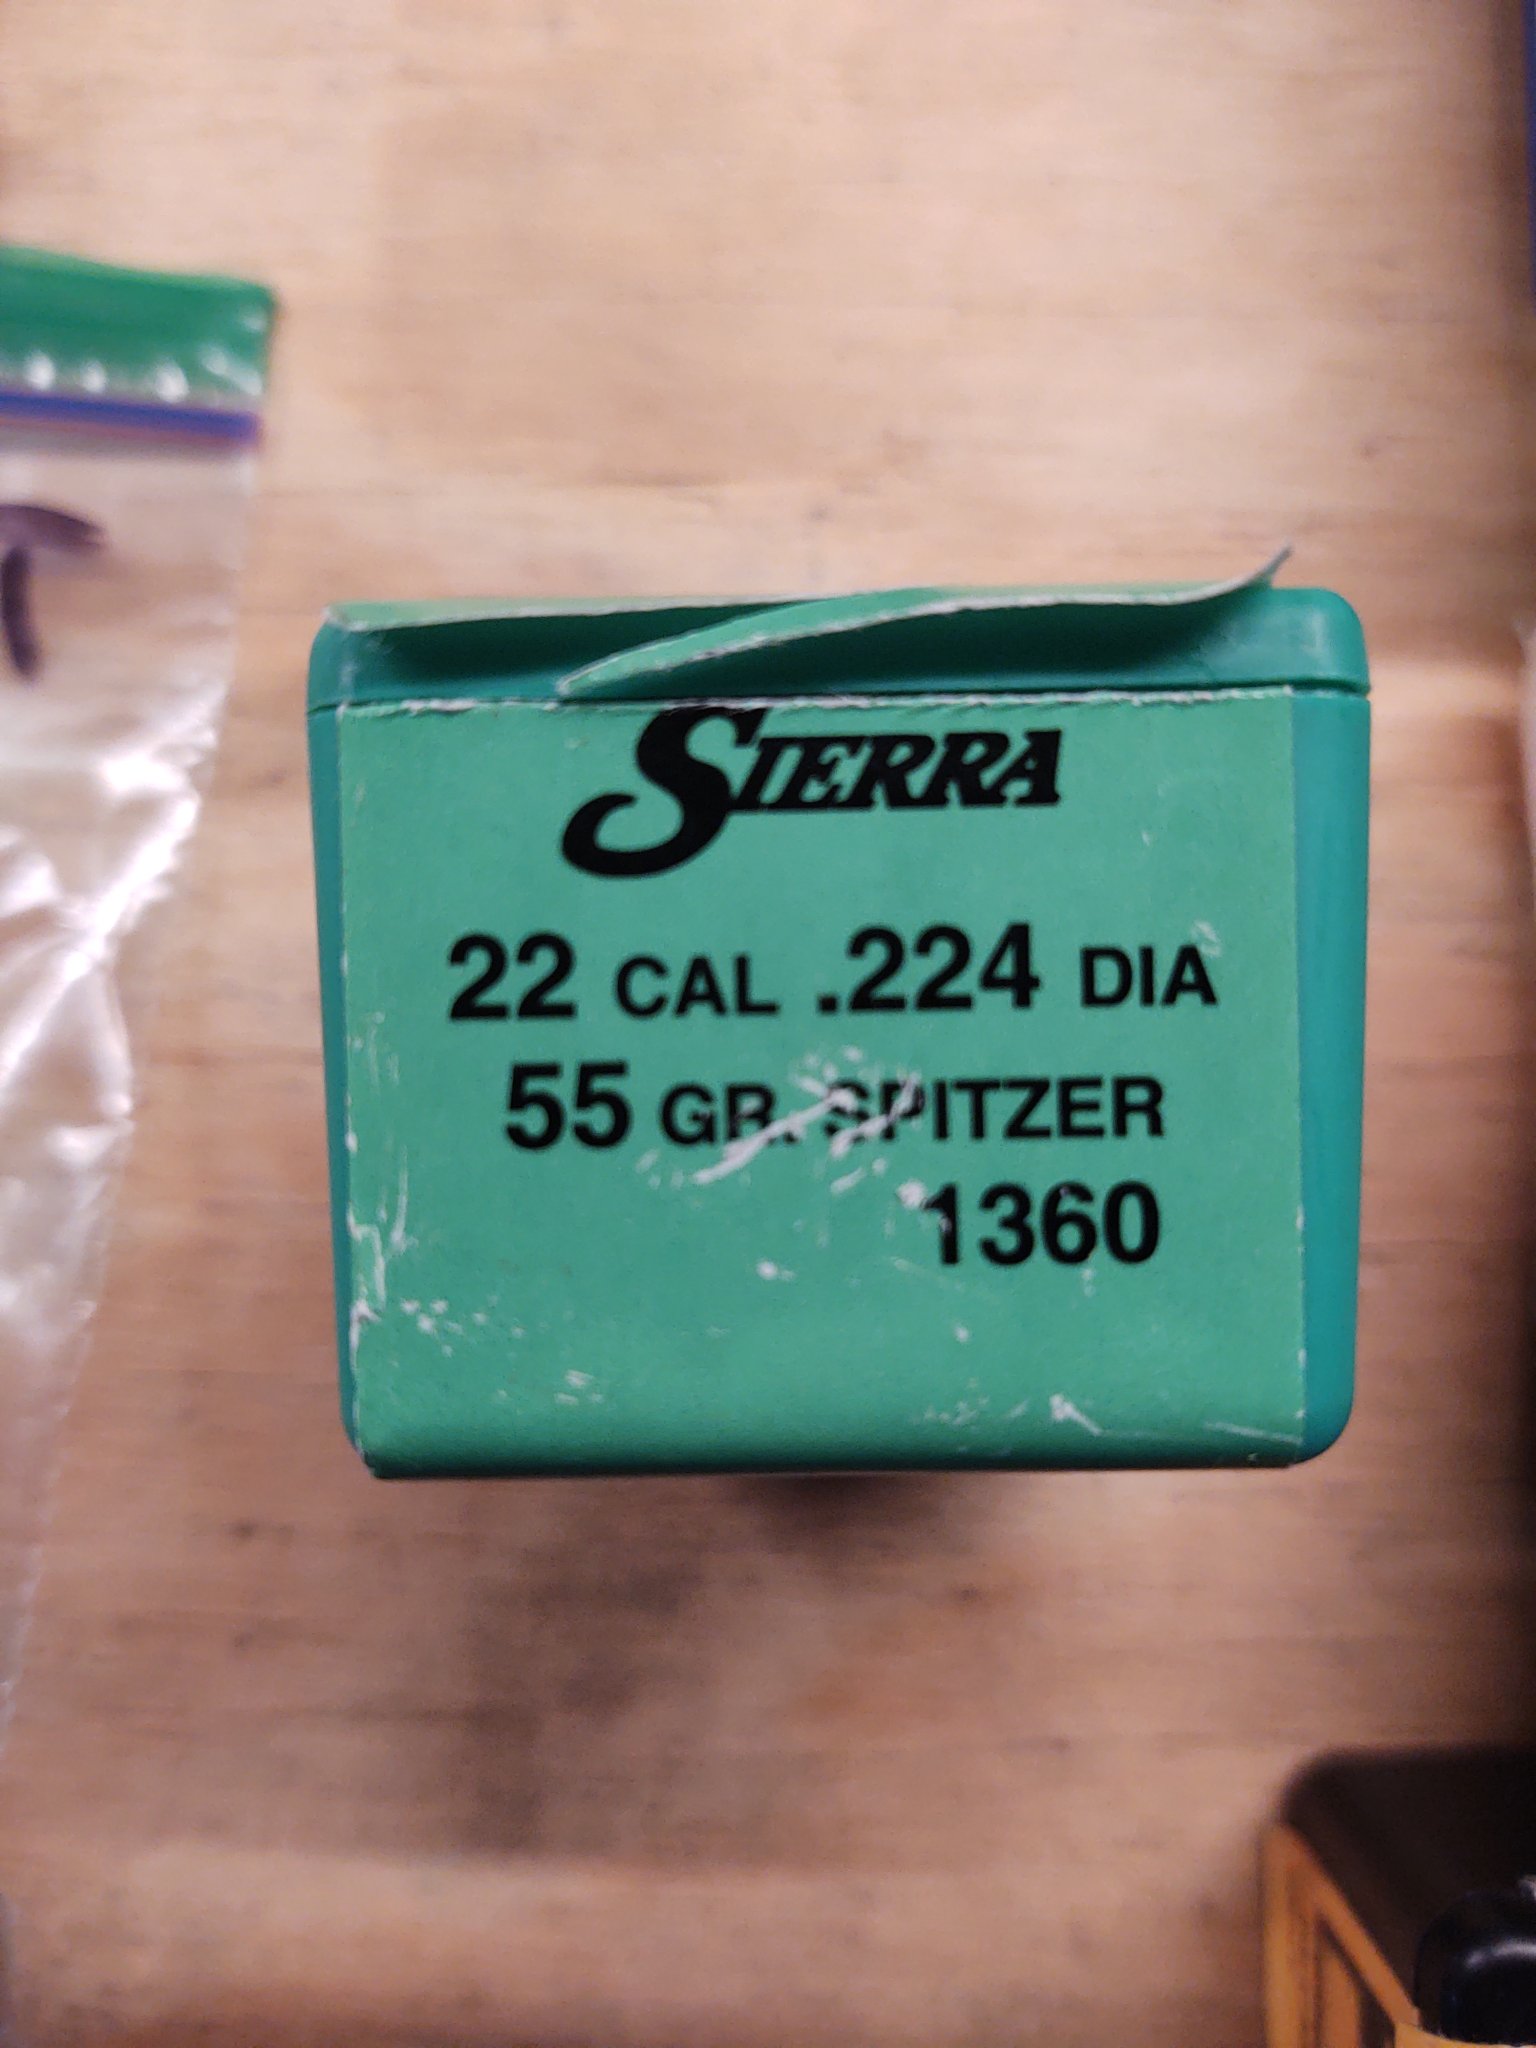 SIERRA
22 CAL .224 DIA
55 GR. SPITZER
1360